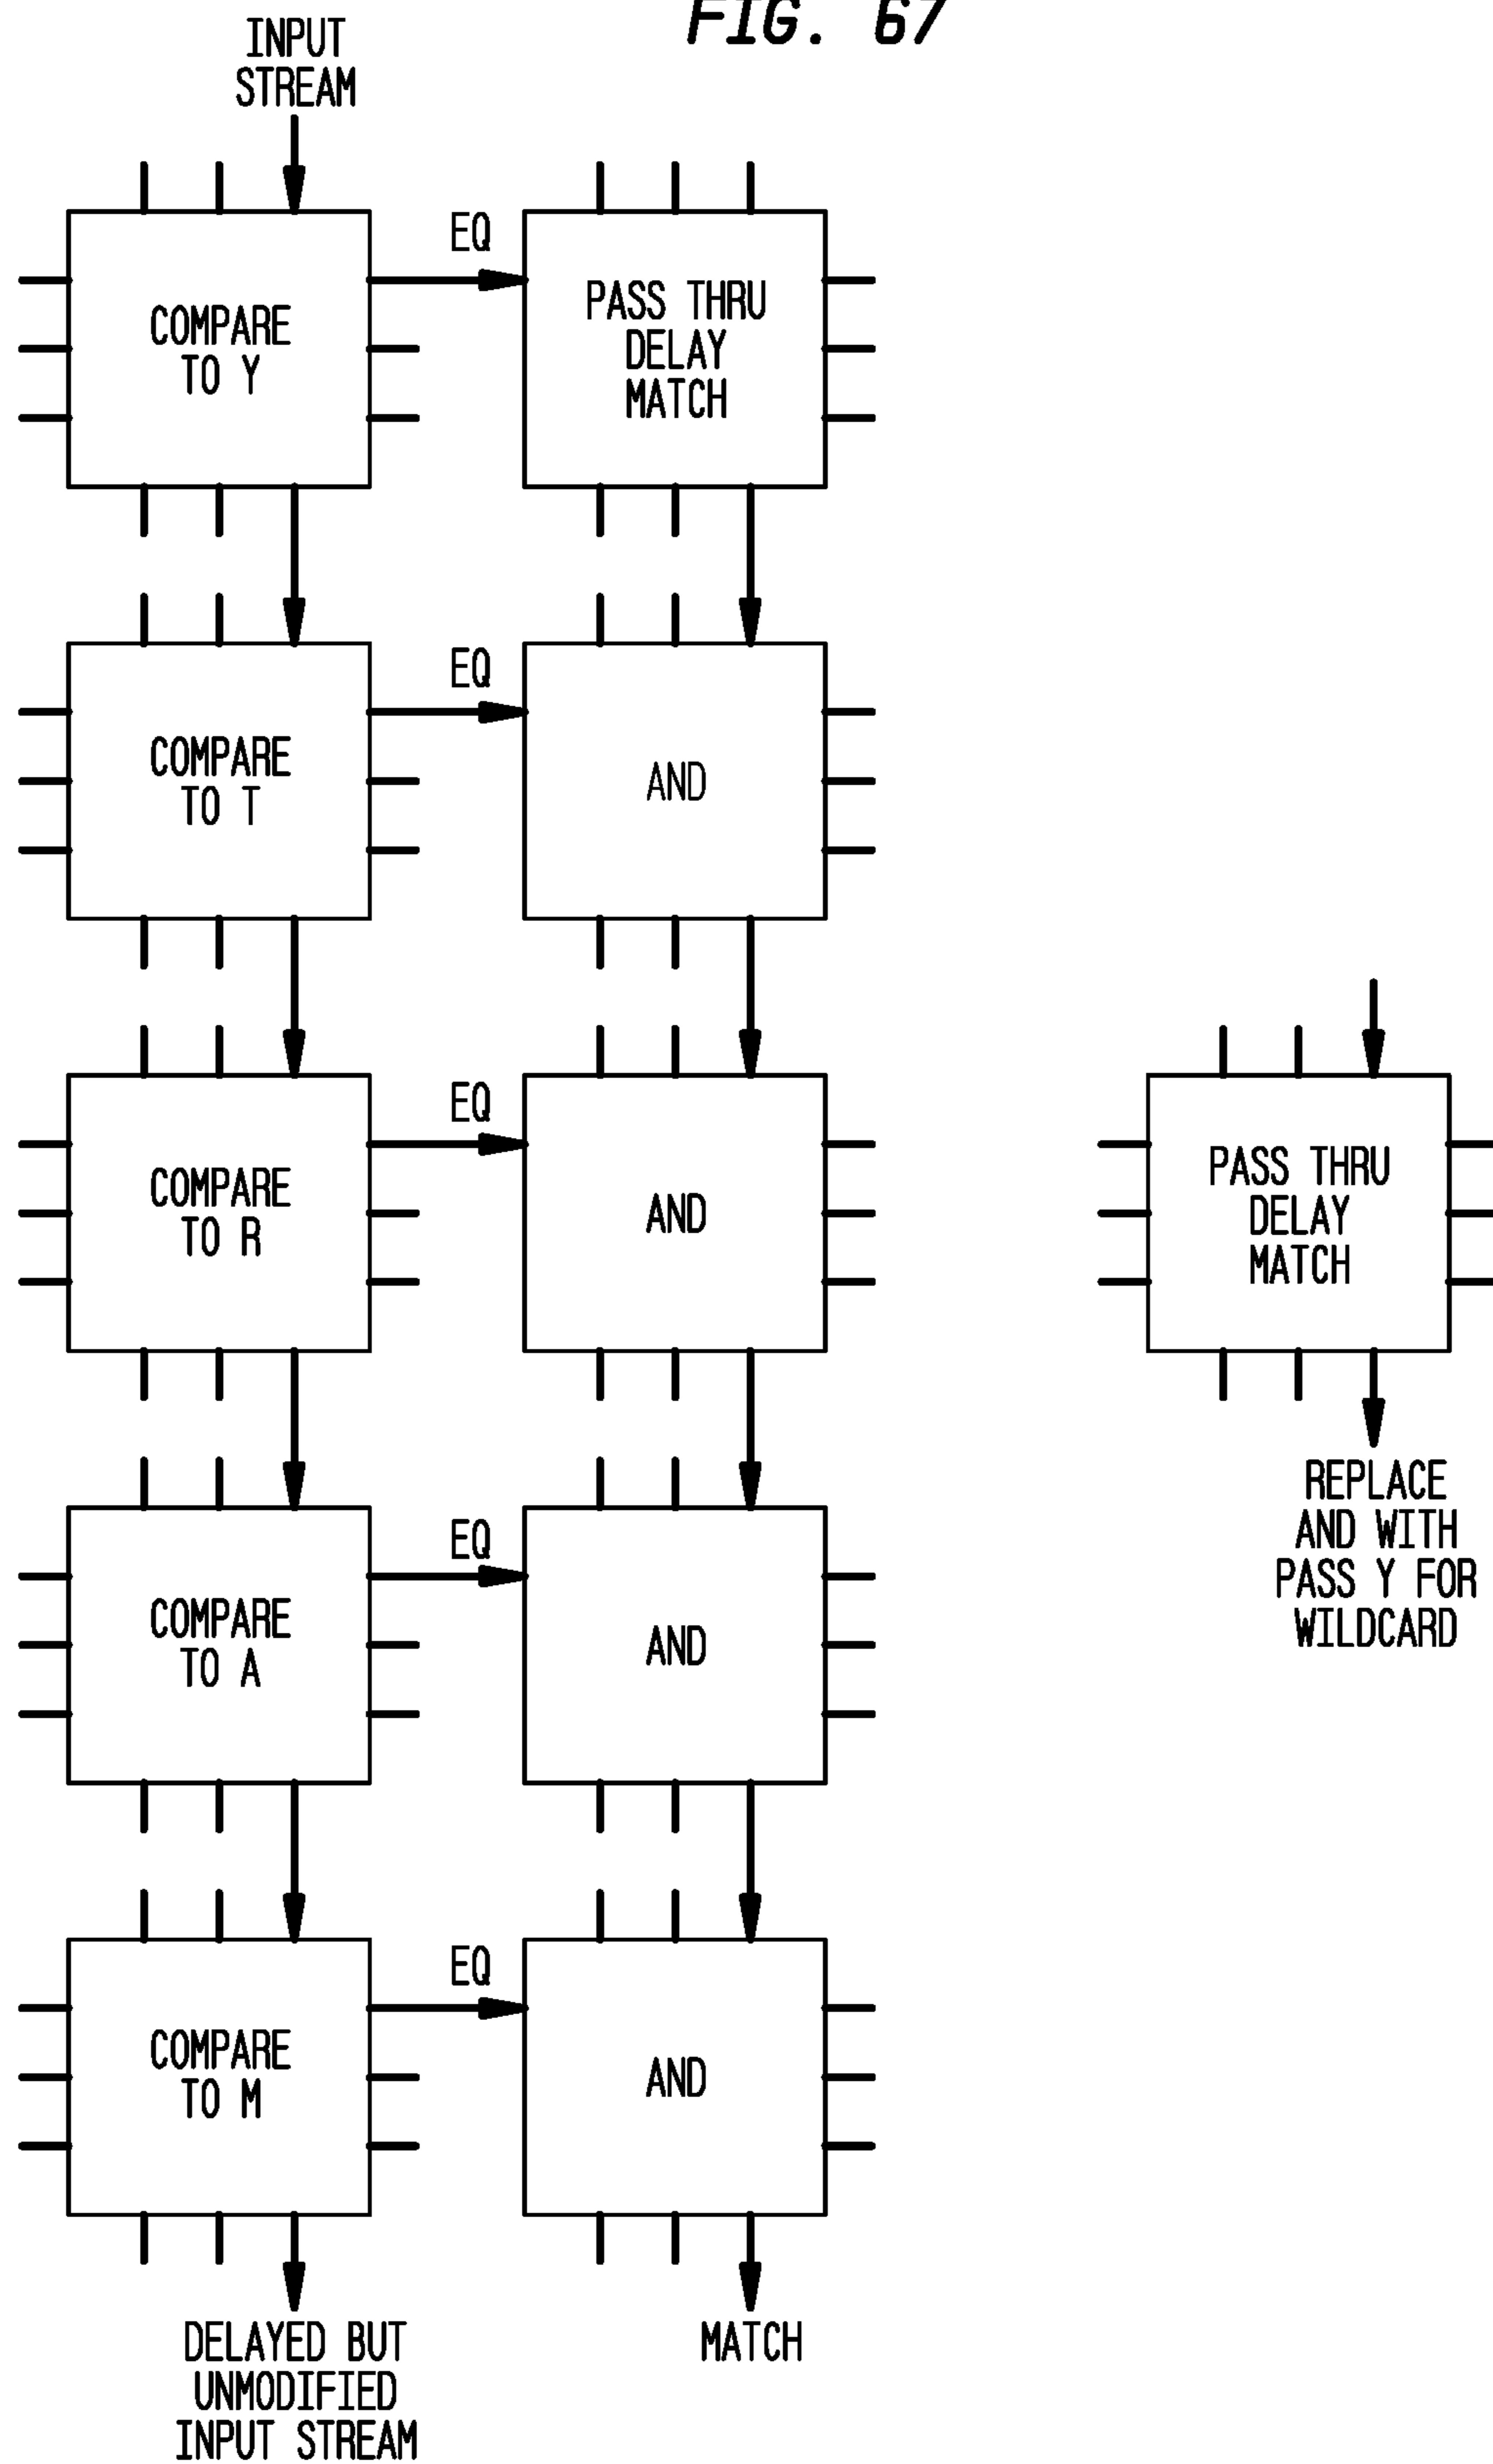 FIG. 67
INPUT
STREAM
EQ
COMPARE
TO Y
PASS THRU
DELAY
MATCH
EQ
COMPARE
TO T
AND
EQ
COMPARE
TO R
AND
PASS THRU
DELAY
MATCH
REPLACE
AND WITH
PASS Y FOR
WILDCARD
EQ
COMPARE
TO A
AND
EQ
COMPARE
TO M
AND
DELAYED BUT
UNMODIFIED
INPUT STREAM
MATCH